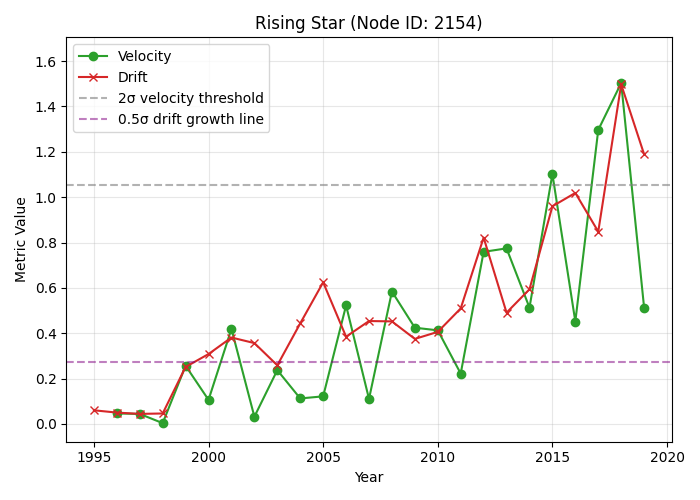 Rising Star (Node ID: 2154)
Velocity
Drift
2σ velocity threshold
0.5σ drift growth line
1.6
1.4
1.2
1.0
0.8
0.6
0.4
0.2
0.0
Metric Value
1995 2000 2005 2010 2015 2020
Year